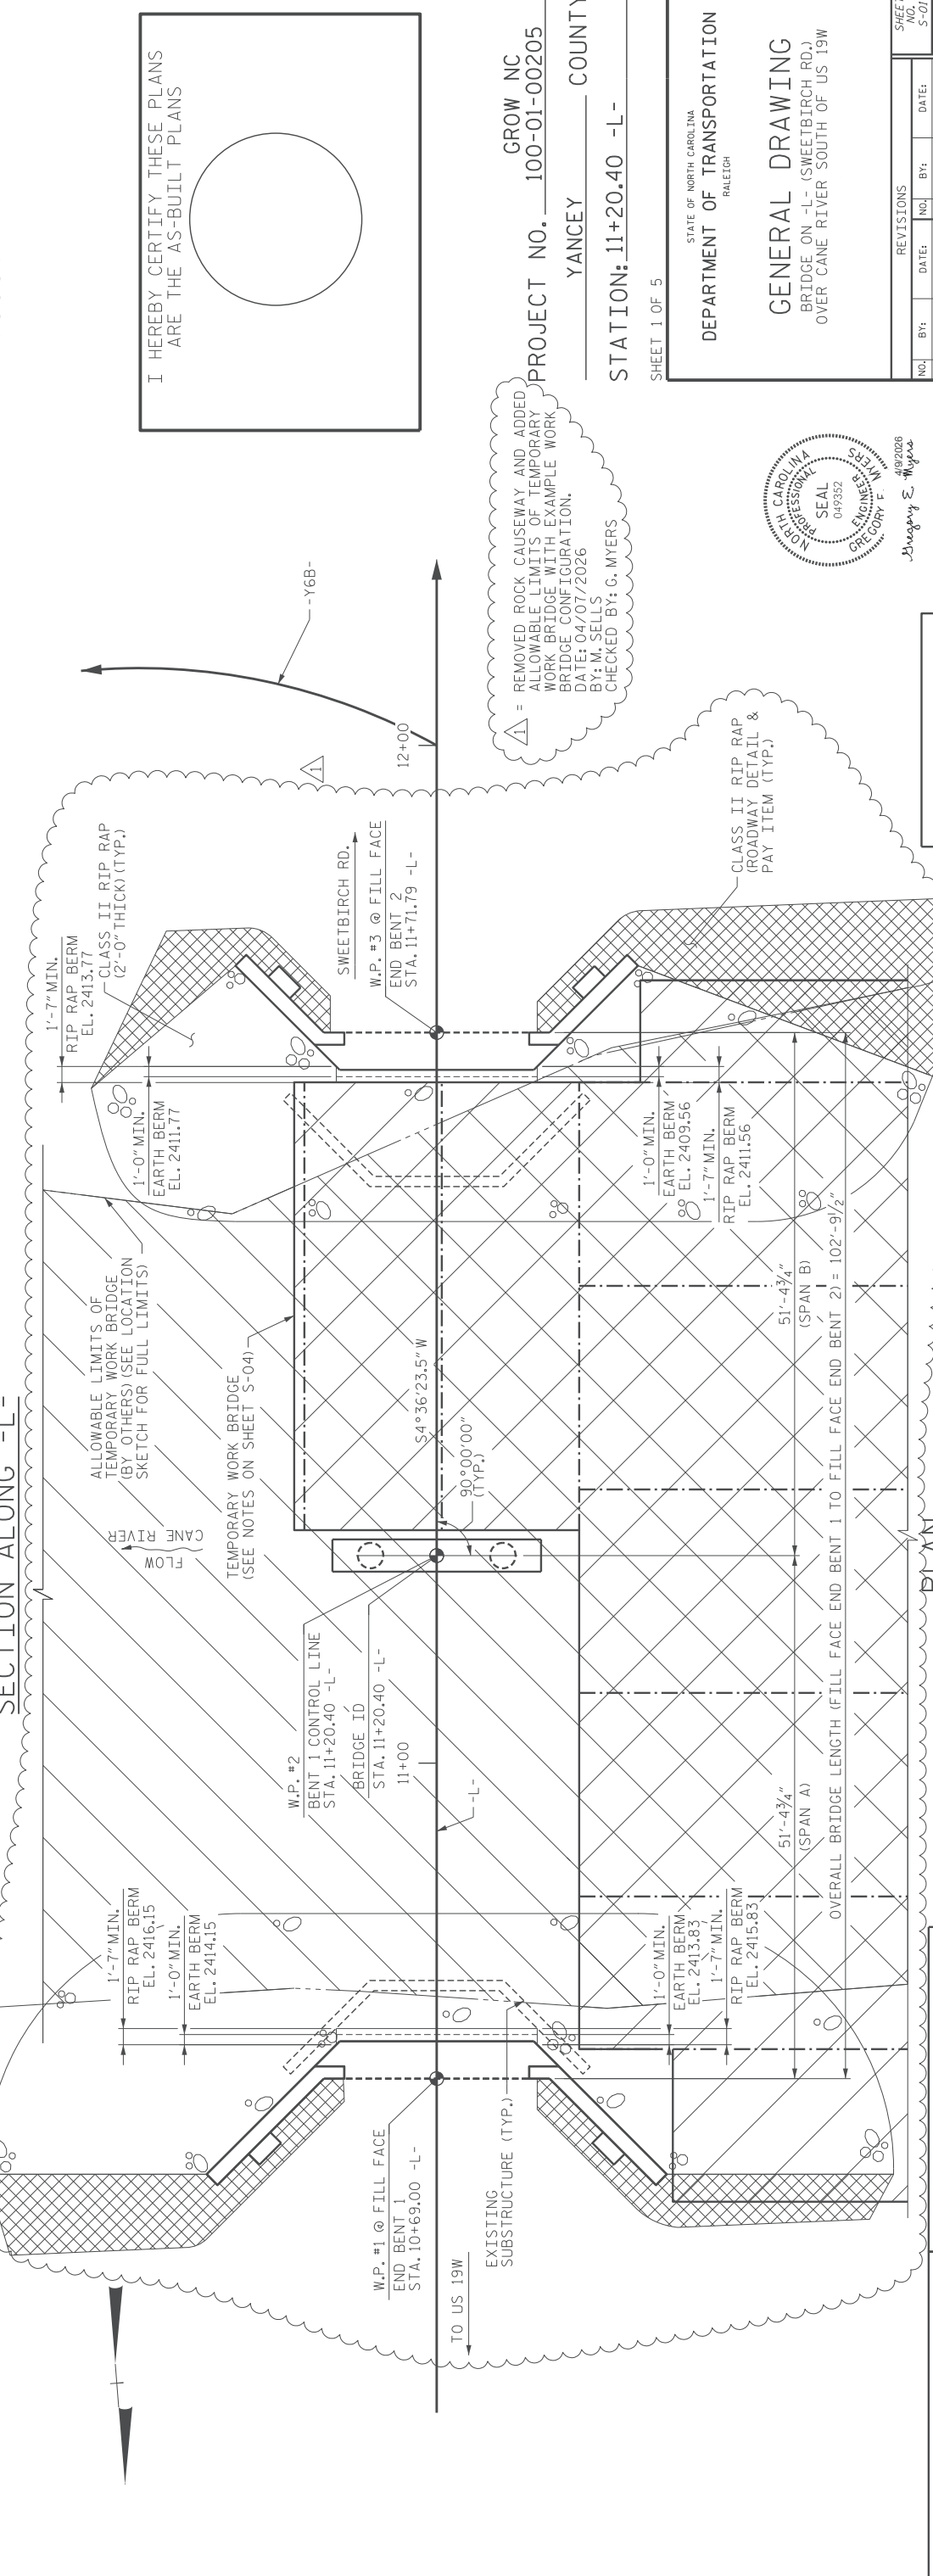 SECTION ALONG -L-
1'-7" MIN.
RIP RAP BERM
EL. 2416.15
1'-0" MIN.
EARTH BERM
EL. 2414.15
W.P. #1 @ FILL FACE
END BENT 1
STA. 10+69.00 -L-
TO US 19W
EXISTING
SUBSTRUCTURE (TYP.)
1'-0" MIN.
EARTH BERM
EL. 2413.83
1'-7" MIN.
RIP RAP BERM
EL. 2415.83
W.P. #2
BENT 1 CONTROL LINE
STA. 11+20.40 -L-
BRIDGE ID
STA. 11+20.40 -L-
11+00
-L-
51'-4¾"
(SPAN A)
OVERALL BRIDGE LENGTH (FILL FACE END BENT 1 TO FILL FACE END BENT 2) = 102'-9½"
FLOW
CANE RIVER
ALLOWABLE LIMITS OF
TEMPORARY WORK BRIDGE
(BY OTHERS) (SEE LOCATION
SKETCH FOR FULL LIMITS)
TEMPORARY WORK BRIDGE
(SEE NOTES ON SHEET S-04)
S4°36'23.5" W
90°00'00"
(TYP.)
51'-4¾"
(SPAN B)
1'-7" MIN.
RIP RAP BERM
EL. 2413.77
CLASS II RIP RAP
(2'-0" THICK) (TYP.)
1'-0" MIN.
EARTH BERM
EL. 2411.77
SWEETBIRCH RD.
W.P. #3 @ FILL FACE
END BENT 2
STA. 11+71.79 -L-
1'-0" MIN.
EARTH BERM
EL. 2409.56
1'-7" MIN.
RIP RAP BERM
EL. 2411.56
CLASS II RIP RAP
(ROADWAY DETAIL &
PAY ITEM (TYP.)
12+00
-Y6B-
1
PLAN
1 = REMOVED ROCK CAUSEWAY AND ADDED
ALLOWABLE LIMITS OF TEMPORARY
WORK BRIDGE WITH EXAMPLE WORK
BRIDGE CONFIGURATION.
DATE: 04/07/2026
BY: M. SELLS
CHECKED BY: G. MYERS
I HEREBY CERTIFY THESE PLANS
ARE THE AS-BUILT PLANS
GROW NC
PROJECT NO. 100-01-00205
YANCEY COUNTY
STATION: 11+20.40 -L-
SHEET 1 OF 5
STATE OF NORTH CAROLINA
DEPARTMENT OF TRANSPORTATION
RALEIGH
GENERAL DRAWING
BRIDGE ON -L- (SWEETBIRCH RD.)
OVER CANE RIVER SOUTH OF US 19W
NORTH CAROLINA
PROFESSIONAL
SEAL
049352
ENGINEER
GREGORY E. MYERS
Gregory E. Myers
4/9/2026
REVISIONS
NO. BY: DATE: NO. BY: DATE:
SHEET NO.
S-01